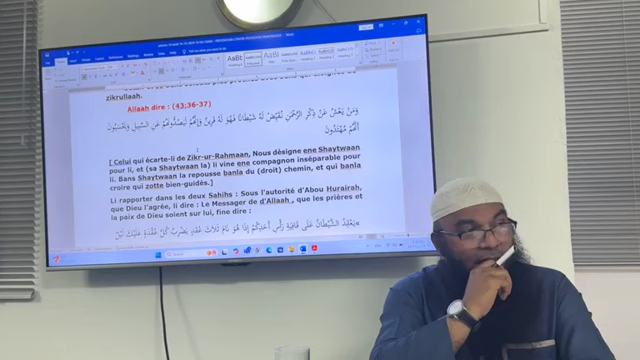 zikrullaah.
Allaah dire : (43;36-37)
وَمَن يَعْشُ عَن ذِكْرِ الرَّحْمَٰنِ نُقَيِّضْ لَهُ شَيْطَانًا فَهُوَ لَهُ قَرِينٌ وَإِنَّهُمْ لَيَصُدُّونَهُمْ عَنِ السَّبِيلِ وَيَحْسَبُونَ
أَنَّهُم مُّهْتَدُونَ
[ Celui qui écarte-li de Zikr-ur-Rahmaan, Nous désigne ene Shaytwaan
pour li, et (sa Shaytwaan la) li vine ene compagnon inséparable pour
li. Bans Shaytwaan la repousse banla du (droit) chemin, et qui banla
croire qui zotte bien-guidés.]
Li rapporter dans les deux Sahihs : Sous l'autorité d'Abou Hurairah,
que Dieu l'agrée, li dire : Le Messager de d'Allaah , que les prières et
la paix de Dieu soient sur lui, fine dire :
«يَعْقِدُ الشَّيْطَانُ عَلَى قَافِيَةِ رَأْسِ أَحَدِكُمْ إِذَا هُوَ نَامَ ثَلَاثَ عُقَدٍ يَضْرِبُ كُلَّ عُقْدَةٍ عَلَيْكَ لَيْلٌ